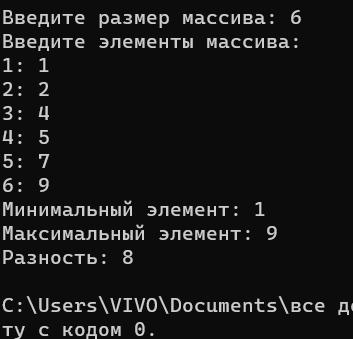 Введите размер массива: 6
Введите элементы массива:
1: 1
2: 2
3: 4
4: 5
5: 7
6: 9
Минимальный элемент: 1
Максимальный элемент: 9
Разность: 8
C:\Users\VIVO\Documents\все д
ту с кодом 0.